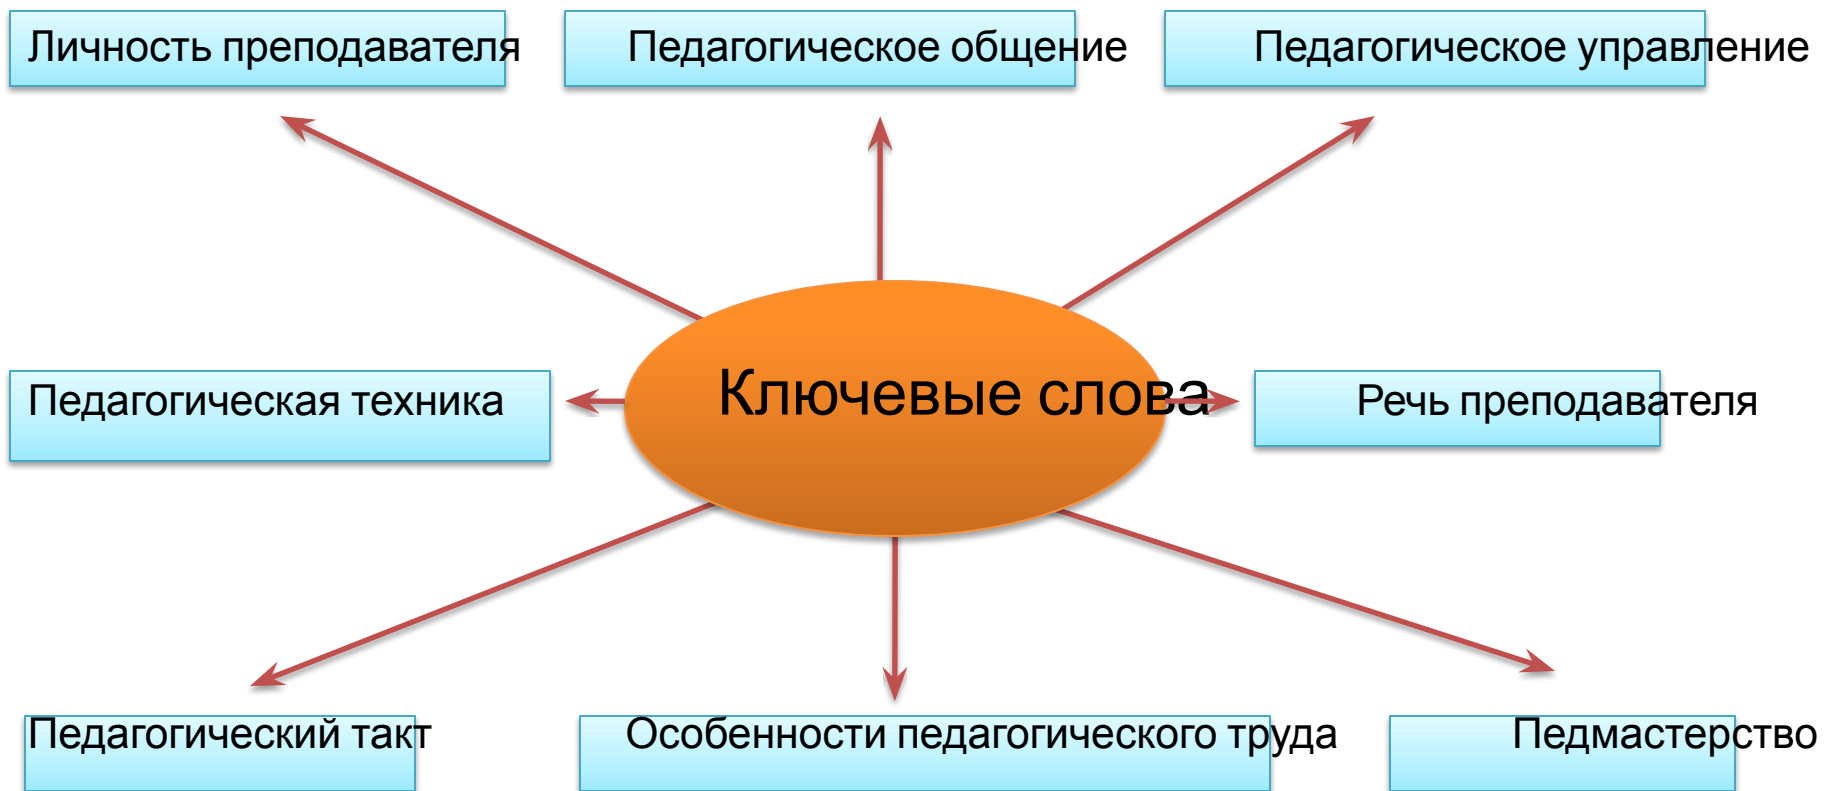 Личность преподавателя
Педагогическое общение
Педагогическое управление
Педагогическая техника
Ключевые слова
Речь преподавателя
Педагогический такт
Особенности педагогического труда
Педмастерство